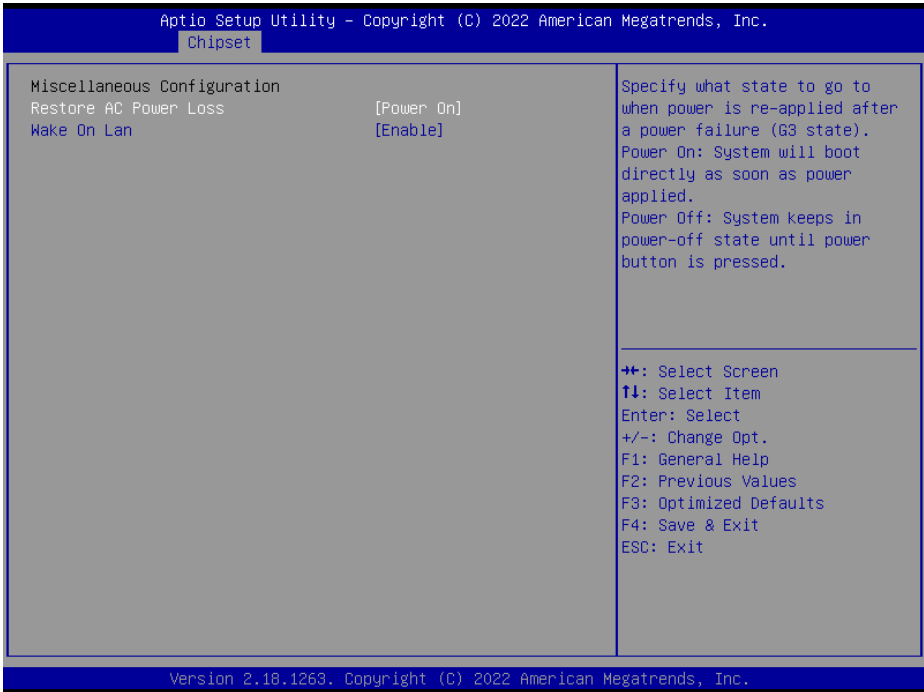 Aptio Setup Utility – Copyright (C) 2022 American Megatrends, Inc.
Chipset
Miscellaneous Configuration
Restore AC Power Loss [Power On]
Wake On Lan [Enable]
Specify what state to go to
when power is re-applied after
a power failure (G3 state).
Power On: System will boot
directly as soon as power
applied.
Power Off: System keeps in
power-off state until power
button is pressed.
→←: Select Screen
↑↓: Select Item
Enter: Select
+/-: Change Opt.
F1: General Help
F2: Previous Values
F3: Optimized Defaults
F4: Save & Exit
ESC: Exit
Version 2.18.1263. Copyright (C) 2022 American Megatrends, Inc.